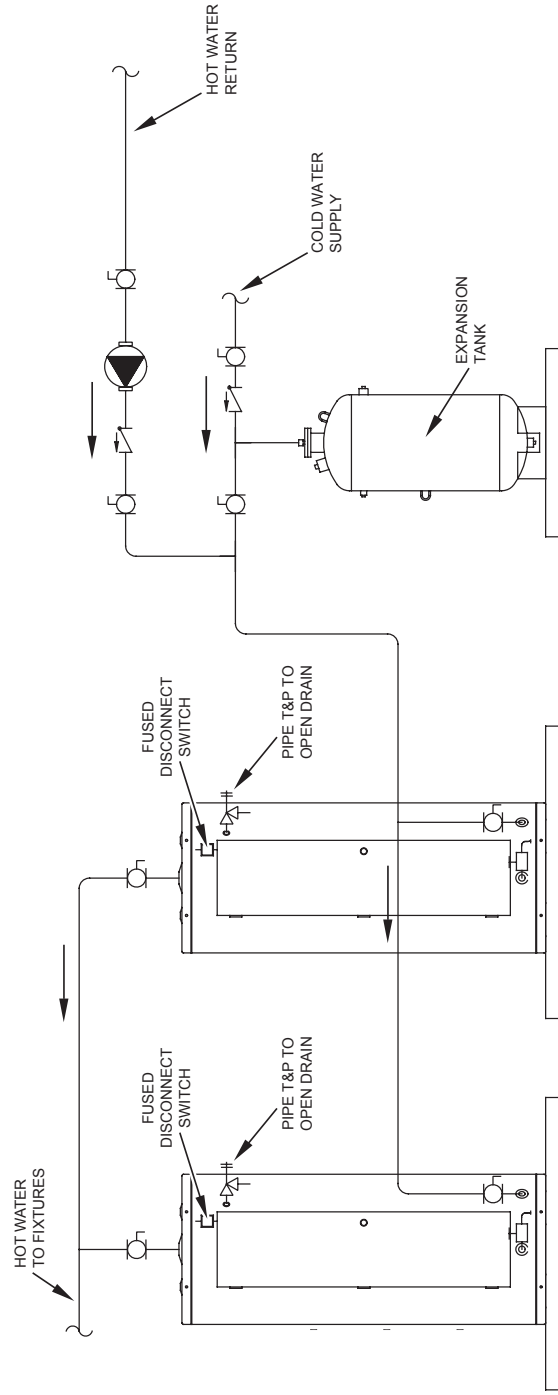 HOT WATER
TO FIXTURES
FUSED
DISCONNECT
SWITCH
PIPE T&P TO
OPEN DRAIN
FUSED
DISCONNECT
SWITCH
PIPE T&P TO
OPEN DRAIN
HOT WATER
RETURN
COLD WATER
SUPPLY
EXPANSION
TANK